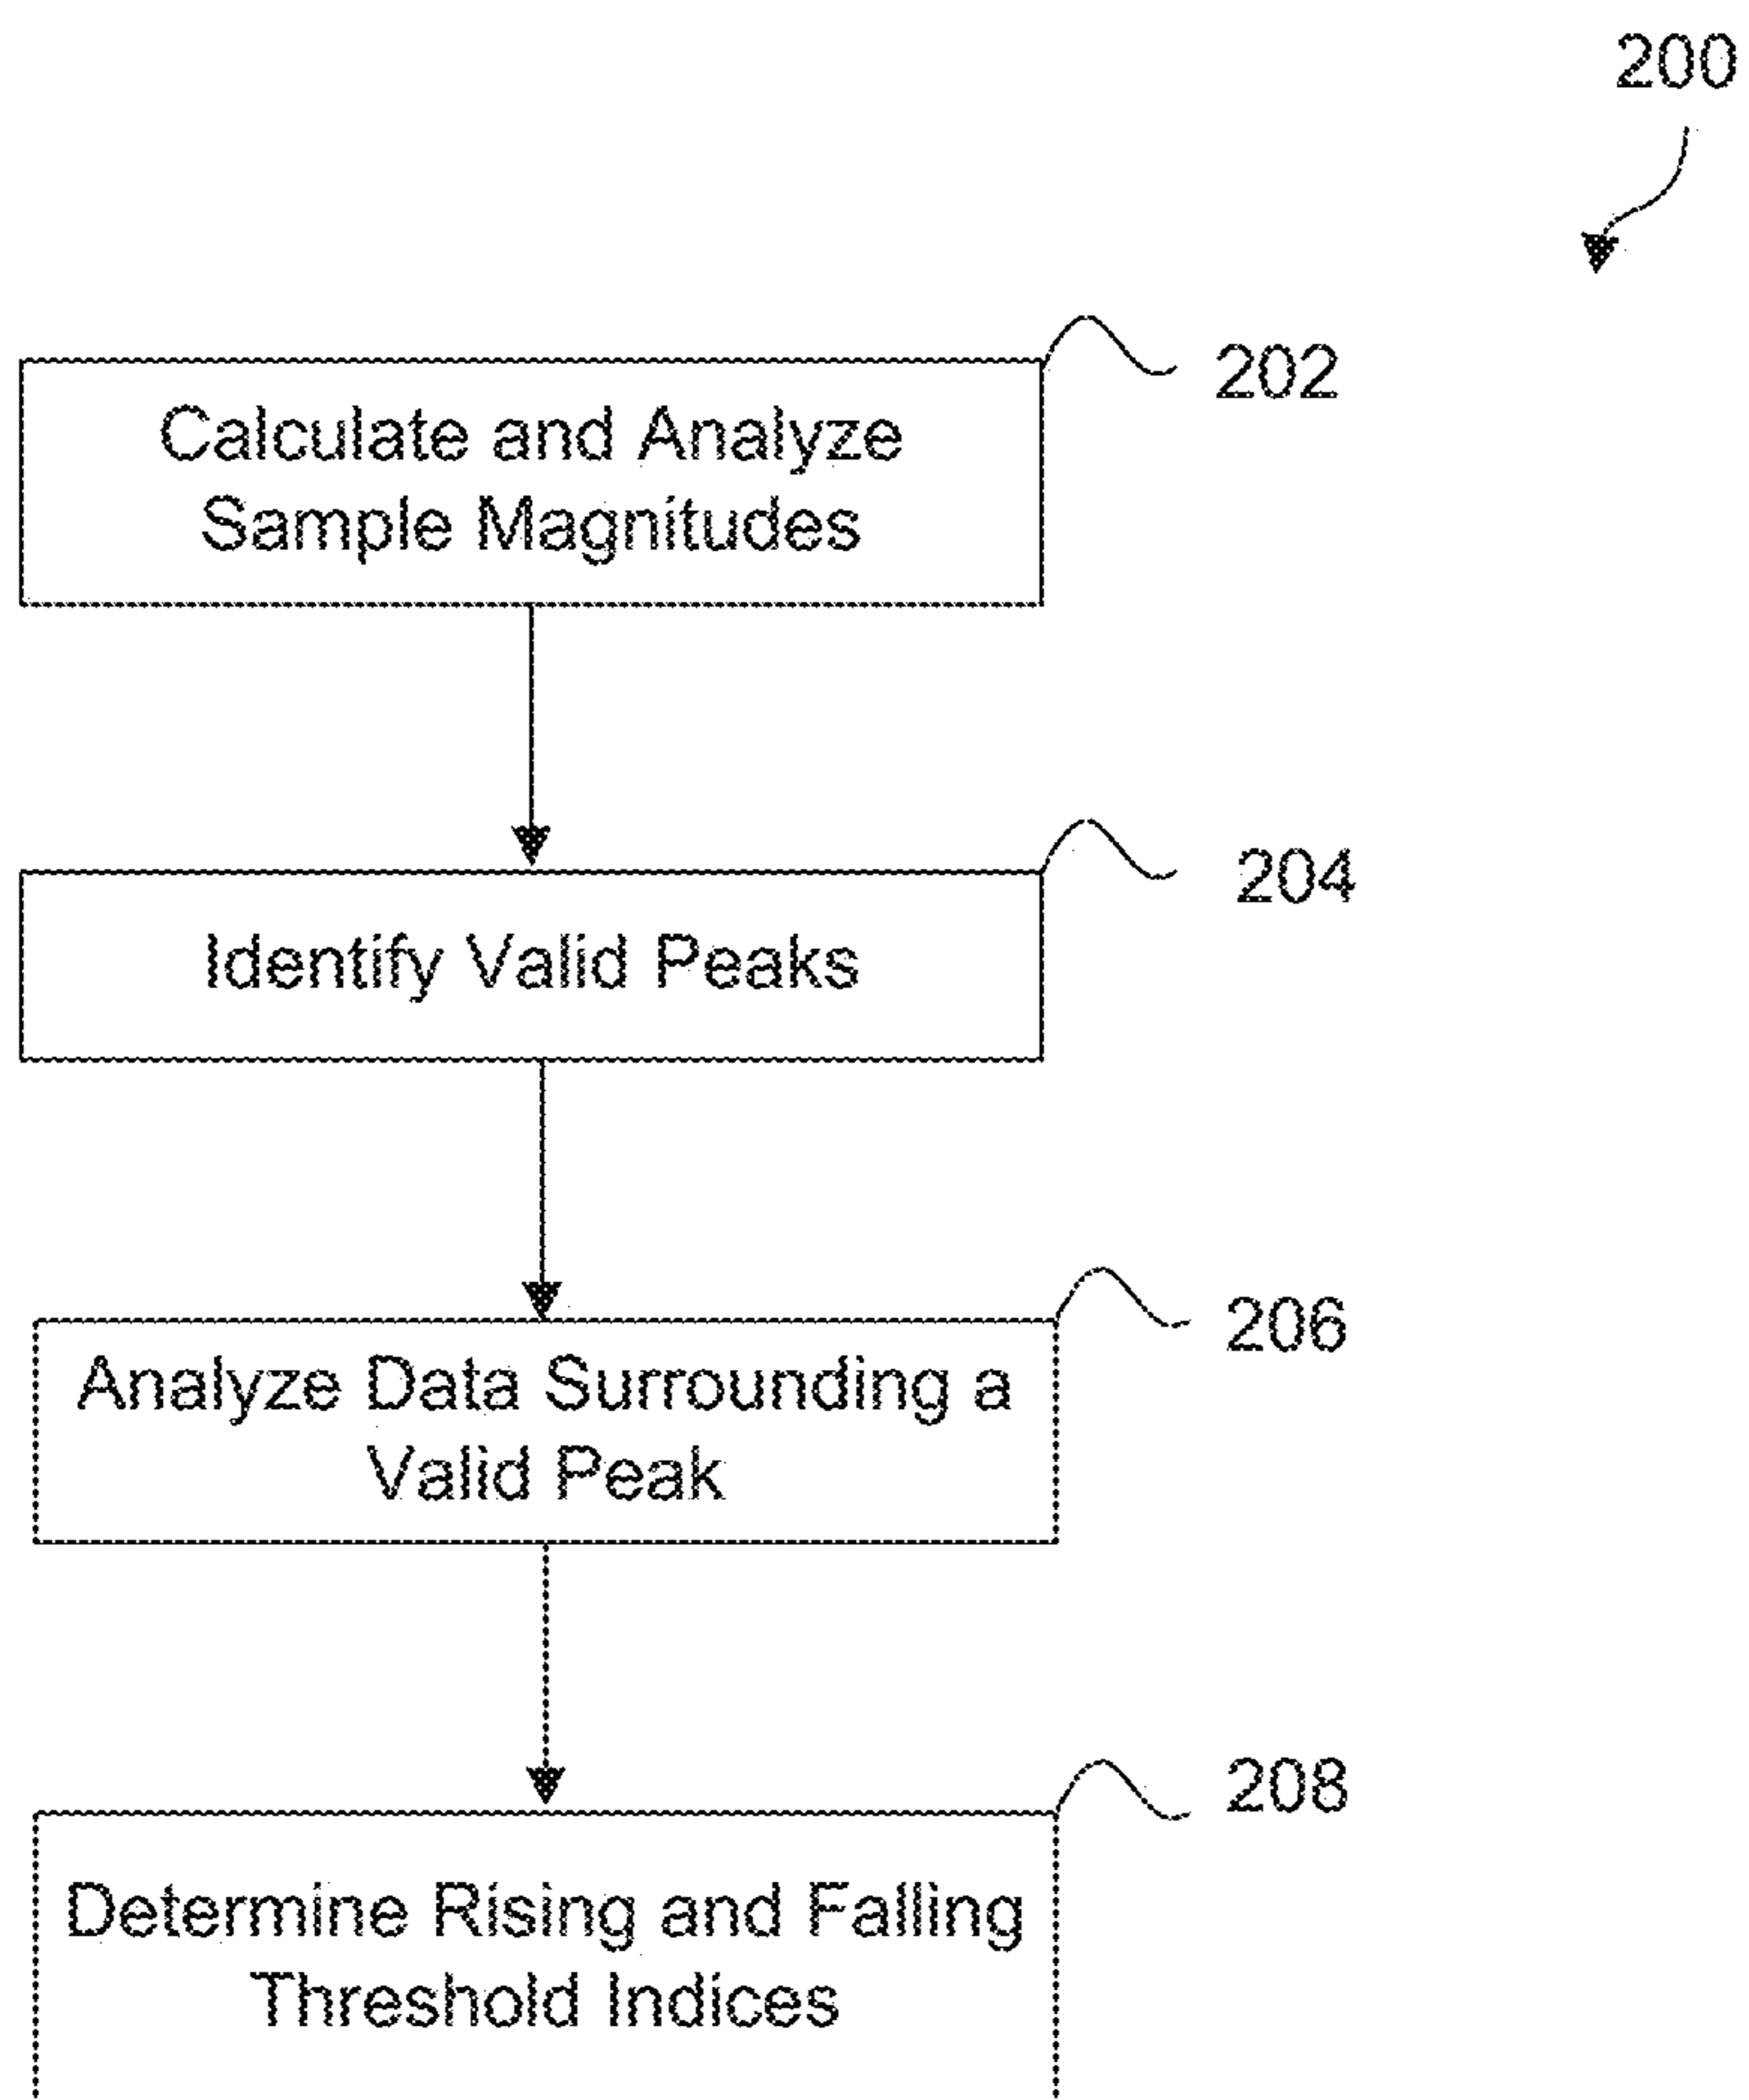 200
202
Calculate and Analyze
Sample Magnitudes
204
Identify Valid Peaks
206
Analyze Data Surrounding a
Valid Peak
208
Determine Rising and Falling
Threshold Indices